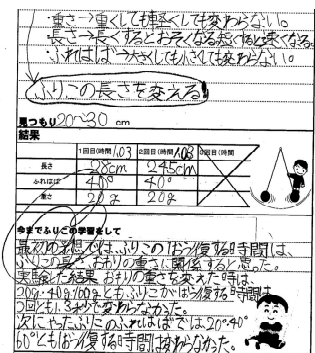 ・重さ→重くしても軽くしても変わらない。
・長さ→長くするとおそくなる短くすると速くなる。
・ふれはば→大きくしても小さくても変わらない。
ふりこの長さを変える!
見つもり 20~30 cm
結果
1回目(時間 1.03 2回目(時間 1.03 3回目(時間
長さ 28cm 24.5cm
ふれはば 40° 40°
重さ 20g 20g
今までふりこの学習をして
最初の予想では、ふりこの1おう復する時間は、
ふりこの長さ、おもりの重さに関係すると思った。
実験した結果 おもりの重さを変えた時は、
20g・40g・100gともふりこが1おう復する時間は
5回とも1.3秒で変わらなかった。
次にやったふりこのふれはばでは、20°・40°
60°とも1おう復する時間は変わらなかった。